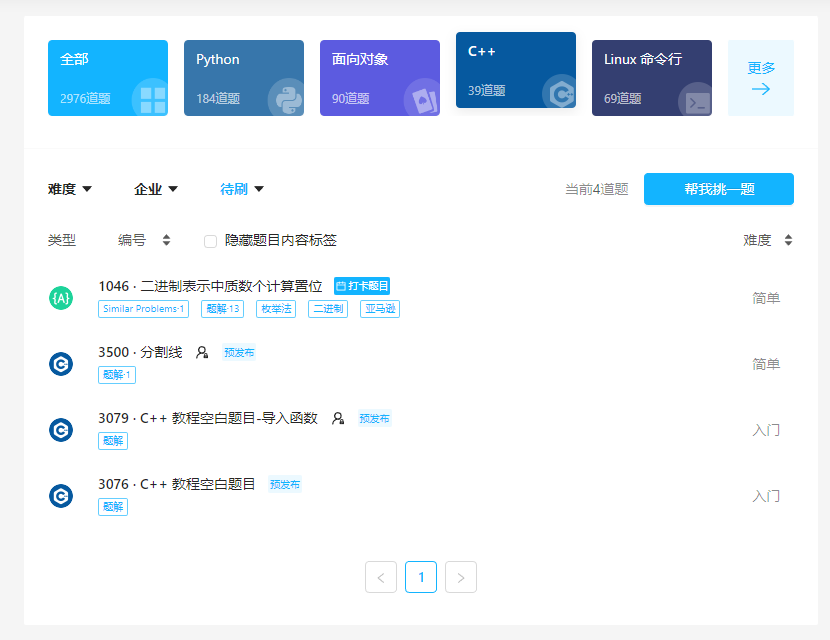 全部
2976道题
Python
184道题
面向对象
90道题
C++
39道题
Linux 命令行
69道题
更多
难度 企业 待刷 当前4道题 帮我挑一题
类型 编号 隐藏题目内容标签 难度
1046 · 二进制表示中质数个计算置位 打卡题目
Similar Problems·1 题解·13 枚举法 二进制 亚马逊
简单
3500 · 分割线 预发布
题解·1
简单
3079 · C++ 教程空白题目-导入函数 预发布
题解
入门
3076 · C++ 教程空白题目 预发布
题解
入门
< 1 >